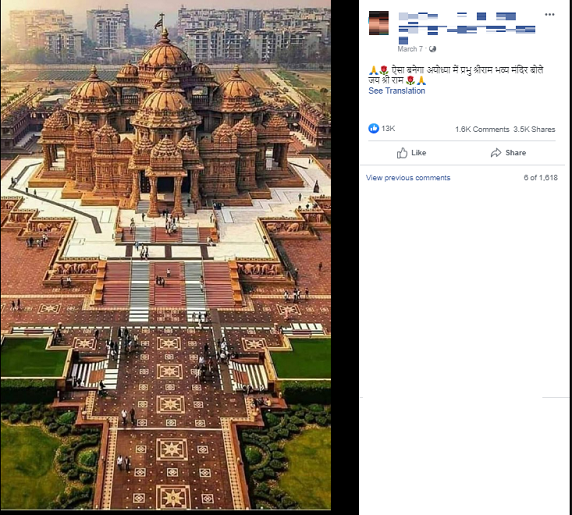 March 7
🙏🌹 ऐसा बनेगा अयोध्या में प्रभु श्रीराम भव्य मंदिर बोलें
जय श्री राम 🌹🙏
See Translation
13K 1.6K Comments 3.5K Shares
Like Share
View previous comments 6 of 1,618